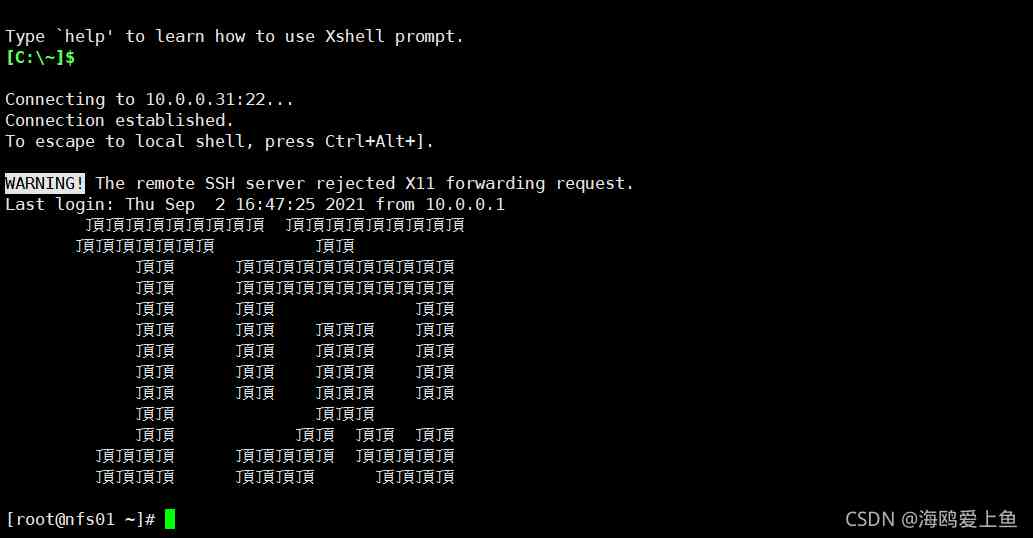 Type `help' to learn how to use Xshell prompt.
[C:\~]$
Connecting to 10.0.0.31:22...
Connection established.
To escape to local shell, press Ctrl+Alt+].
WARNING! The remote SSH server rejected X11 forwarding request.
Last login: Thu Sep  2 16:47:25 2021 from 10.0.0.1
頂頂頂頂頂頂頂頂頂 頂頂頂頂頂頂頂頂頂
頂頂頂頂頂頂頂 頂頂
頂頂 頂頂頂頂頂頂頂頂頂頂頂
頂頂 頂頂頂頂頂頂頂頂頂頂頂
頂頂 頂頂 頂頂
頂頂 頂頂 頂頂頂 頂頂
頂頂 頂頂 頂頂頂 頂頂
頂頂 頂頂 頂頂頂 頂頂
頂頂 頂頂 頂頂頂 頂頂
頂頂 頂頂頂
頂頂 頂頂 頂頂 頂頂
頂頂頂頂 頂頂頂頂頂 頂頂頂頂頂
頂頂頂頂 頂頂頂頂 頂頂頂頂
[root@nfs01 ~]#
CSDN @海鸥爱上鱼